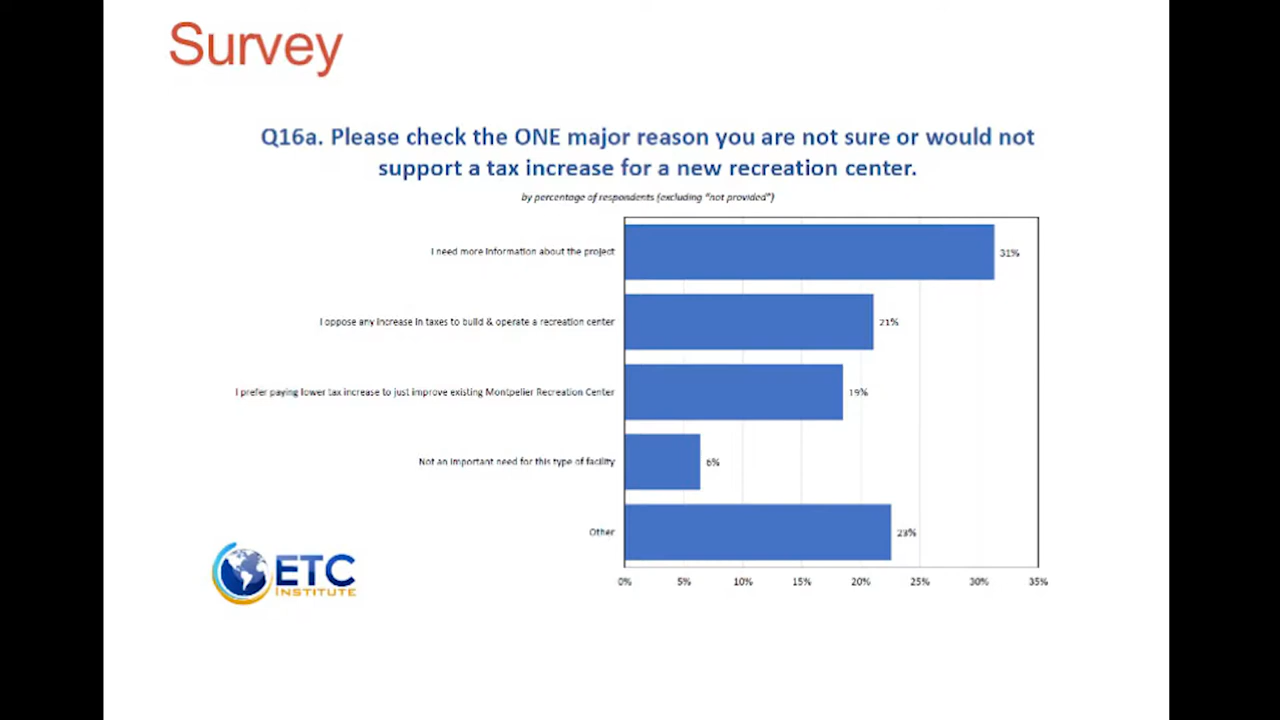 Survey
Q16a. Please check the ONE major reason you are not sure or would not
support a tax increase for a new recreation center.
by percentage of respondents (excluding “not provided”)
I need more information about the project
31%
I oppose any increase in taxes to build & operate a recreation center
21%
I prefer paying lower tax increase to just improve existing Montpelier Recreation Center
19%
Not an important need for this type of facility
6%
Other
23%
0% 5% 10% 15% 20% 25% 30% 35%
ETC
INSTITUTE